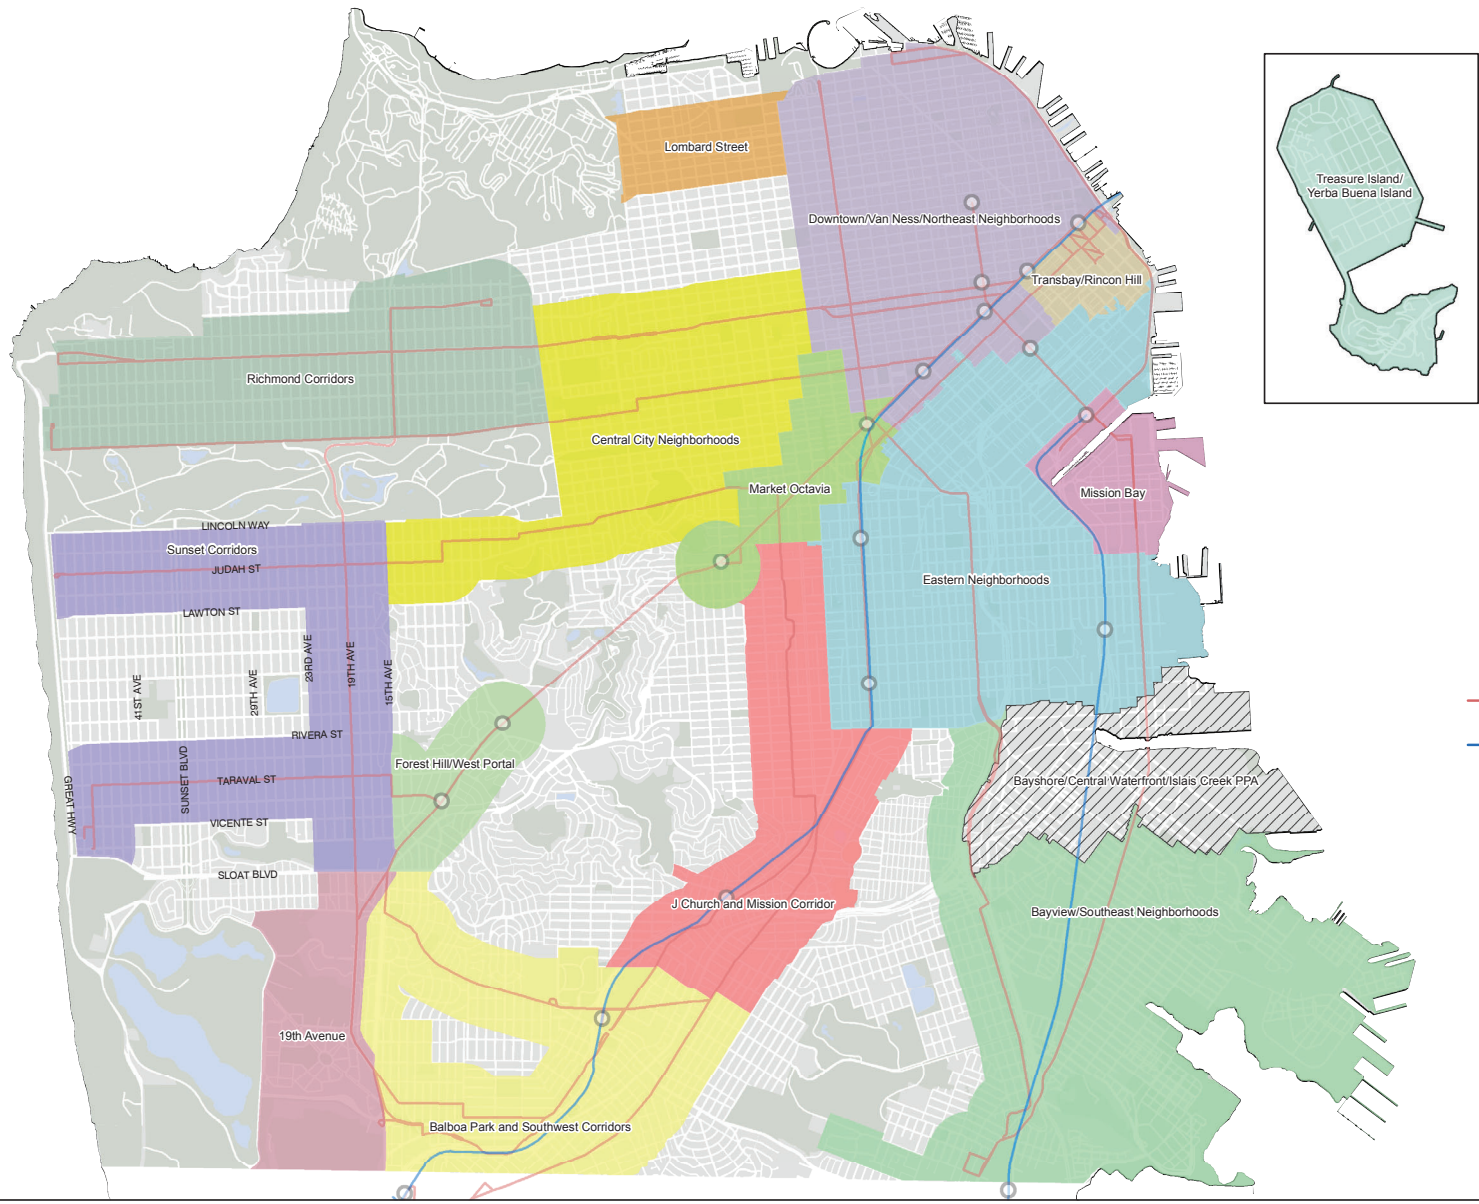 Lombard Street
Treasure Island/
Yerba Buena Island
Downtown/Van Ness/Northeast Neighborhoods
Transbay/Rincon Hill
Richmond Corridors
Central City Neighborhoods
Market Octavia
Mission Bay
LINCOLN WAY
Sunset Corridors
JUDAH ST
Eastern Neighborhoods
LAWTON ST
23RD AVE
19TH AVE
15TH AVE
41ST AVE
29TH AVE
RIVERA ST
Forest Hill/West Portal
SUNSET BLVD
TARAVAL ST
GREAT HWY
Bayshore/Central Waterfront/Islais Creek PPA
VICENTE ST
SLOAT BLVD
J Church and Mission Corridor
Bayview/Southeast Neighborhoods
19th Avenue
Balboa Park and Southwest Corridors